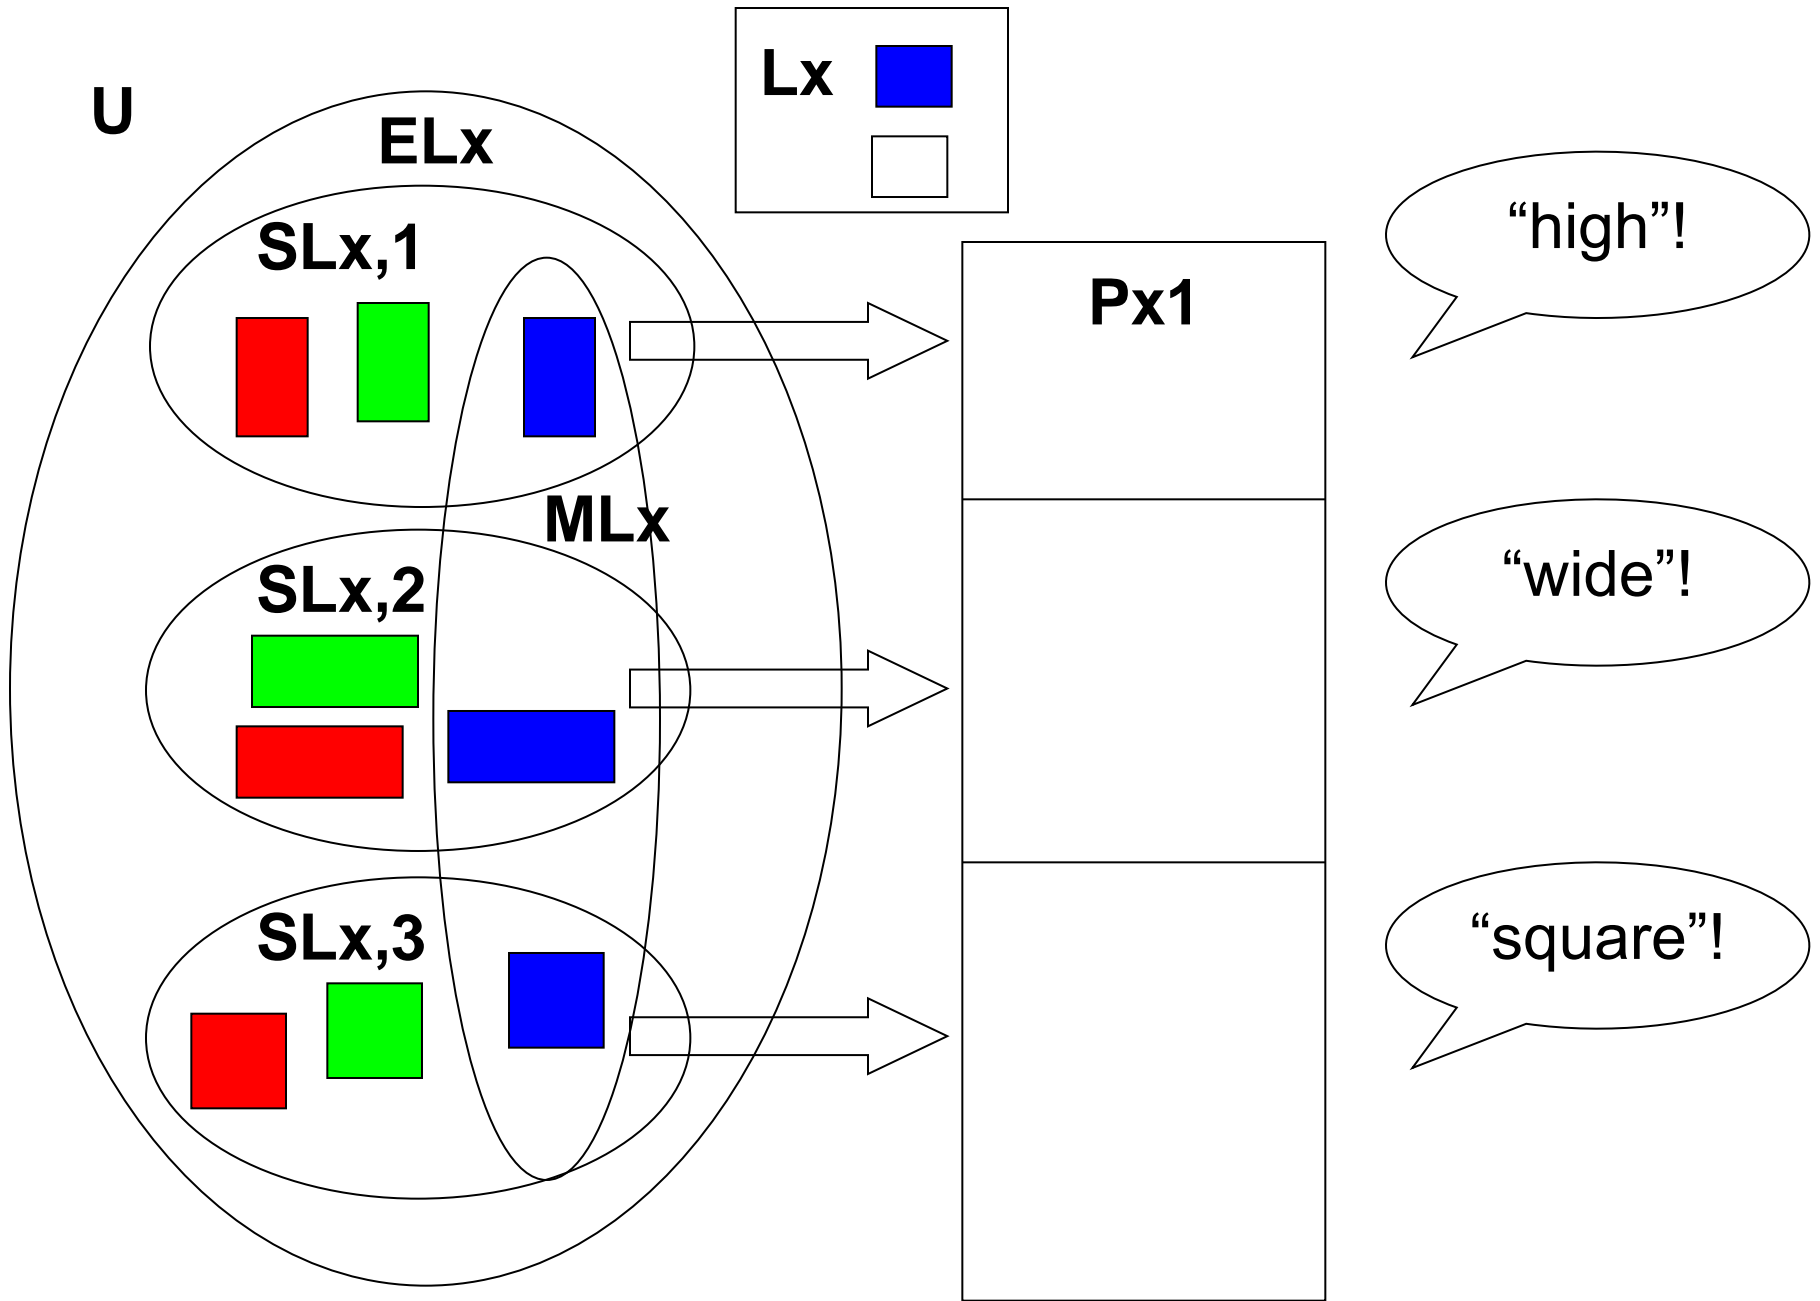 U
ELx
Lx
SLx,1
Px1
“high”!
MLx
SLx,2
“wide”!
SLx,3
“square”!